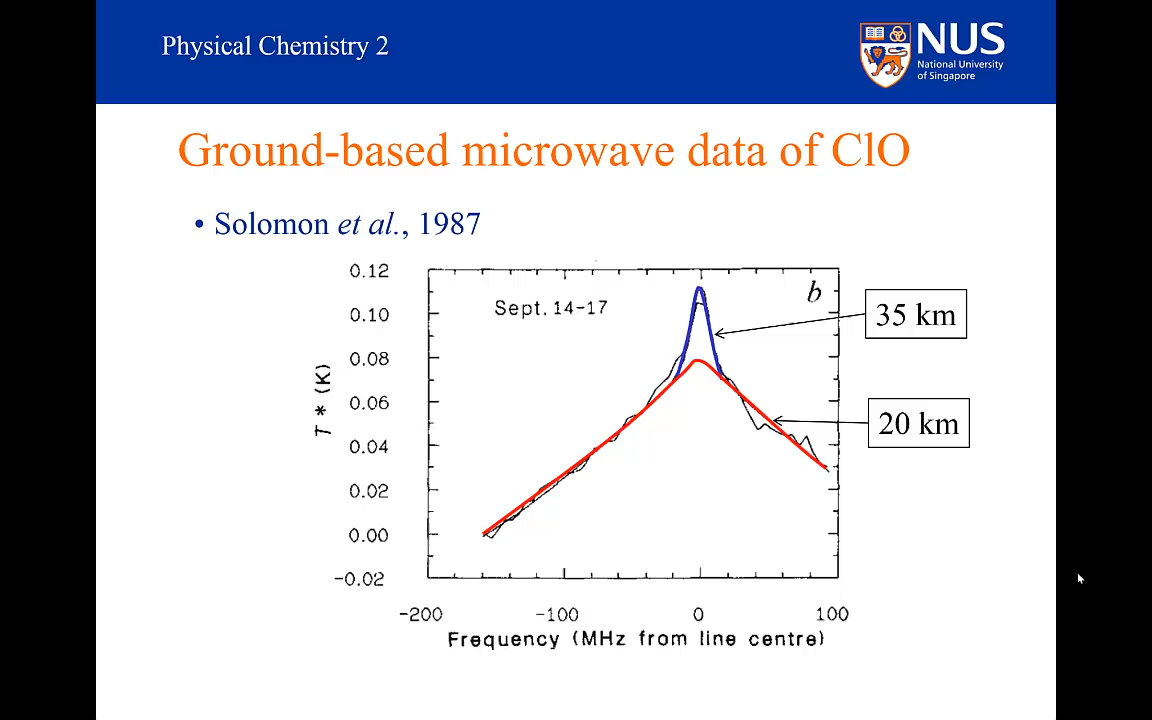 Physical Chemistry 2
NUS
National University
of Singapore
Ground-based microwave data of ClO
• Solomon et al., 1987
0.12
0.10
0.08
0.06
0.04
0.02
0.00
-0.02
T * (K)
Sept. 14-17
b
35 km
20 km
-200
-100
0
100
Frequency (MHz from line centre)